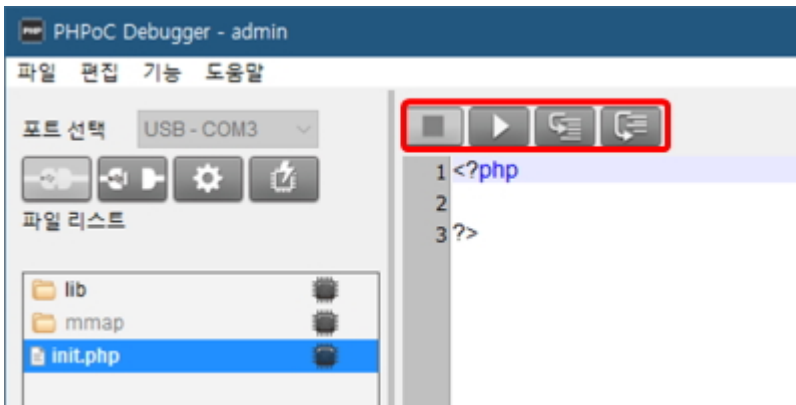 PHPoC Debugger - admin
파일 편집 기능 도움말
포트 선택 USB - COM3
파일 리스트
lib
mmap
init.php
1 <?php
2
3 ?>